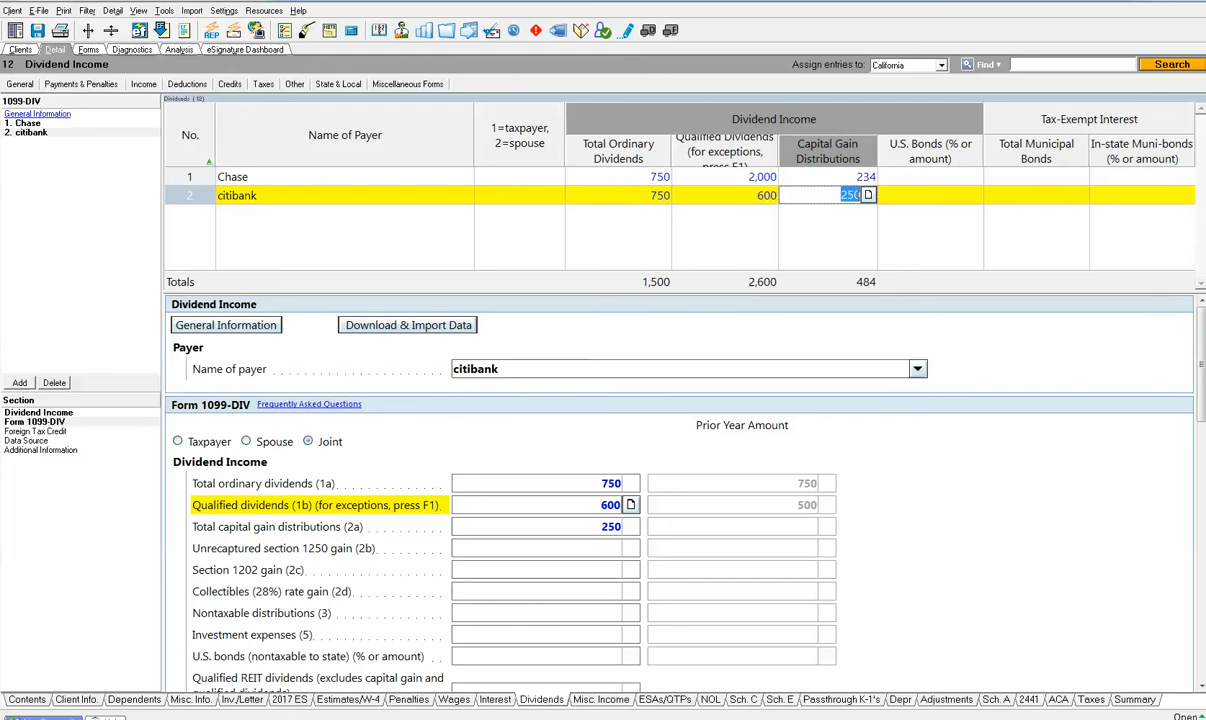 Client E-File Print Filter Detail View Tools Import Settings Resources Help
REP
Clients Detail Forms Diagnostics Analysis eSignature Dashboard
12 Dividend Income Assign entries to: California Find Search
General Payments & Penalties Income Deductions Credits Taxes Other State & Local Miscellaneous Forms
1099-DIV
General Information
1. Chase
2. citibank
Add Delete
Section
Dividend Income
Form 1099-DIV
Foreign Tax Credit
Data Source
Additional Information
Dividends (12)
No. Name of Payer 1=taxpayer, 2=spouse Dividend Income Tax-Exempt Interest
Total Ordinary Dividends Qualified Dividends (for exceptions, press F1) Capital Gain Distributions U.S. Bonds (% or amount) Total Municipal Bonds In-state Muni-bonds (% or amount)
1 Chase 750 2,000 234
2 citibank 750 600 250
Totals 1,500 2,600 484
Dividend Income
General Information Download & Import Data
Payer
Name of payer citibank
Form 1099-DIV Frequently Asked Questions
Prior Year Amount
Taxpayer Spouse Joint
Dividend Income
Total ordinary dividends (1a) 750 750
Qualified dividends (1b) (for exceptions, press F1) 600 500
Total capital gain distributions (2a) 250
Unrecaptured section 1250 gain (2b)
Section 1202 gain (2c)
Collectibles (28%) rate gain (2d)
Nontaxable distributions (3)
Investment expenses (5)
U.S. bonds (nontaxable to state) (% or amount)
Qualified REIT dividends (excludes capital gain and
qualified dividends)
Contents Client Info. Dependents Misc. Info. Inv./Letter 2017 ES Estimates/W-4 Penalties Wages Interest Dividends Misc. Income ESAs/QTPs NOL Sch. C Sch. E Passthrough K-1's Depr Adjustments Sch. A 2441 ACA Taxes Summary
Open